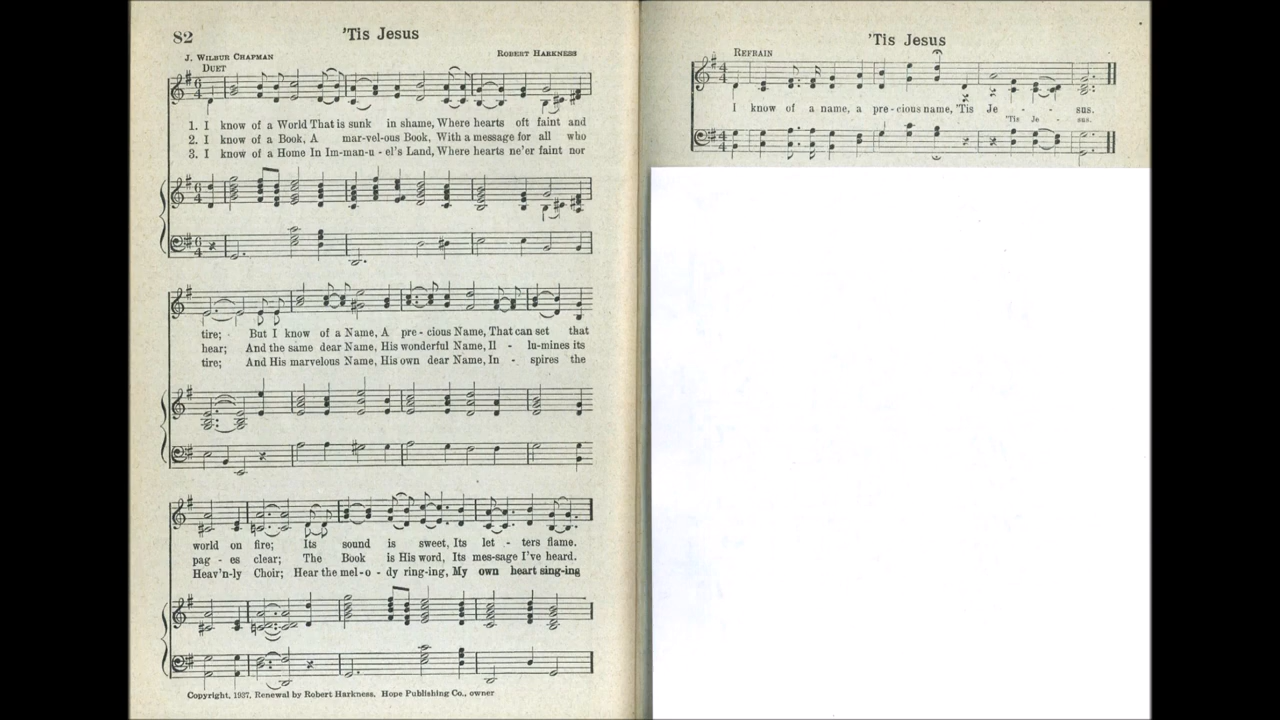 82
'Tis Jesus
J. WILBUR CHAPMAN
ROBERT HARKNESS
DUET
1. I know of a World That is sunk in shame, Where hearts oft faint and
2. I know of a Book, A mar-vel-ous Book, With a message for all who
3. I know of a Home In Im-man-u - el's Land, Where hearts ne'er faint nor
tire; But I know of a Name, A pre - cious Name, That can set that
hear; And the same dear Name, His wonderful Name, Il - lu-mines its
tire; And His marvelous Name, His own dear Name, In - spires the
world on fire; Its sound is sweet, Its let - ters flame.
pag - es clear; The Book is His word, Its mes-sage I've heard.
Heav'n-ly Choir; Hear the mel-o - dy ring-ing, My own heart sing-ing
Copyright, 1937, Renewal by Robert Harkness. Hope Publishing Co., owner
'Tis Jesus
REFRAIN
I know of a name, a pre-cious name, 'Tis Je - - - sus.
'Tis Je - sus.